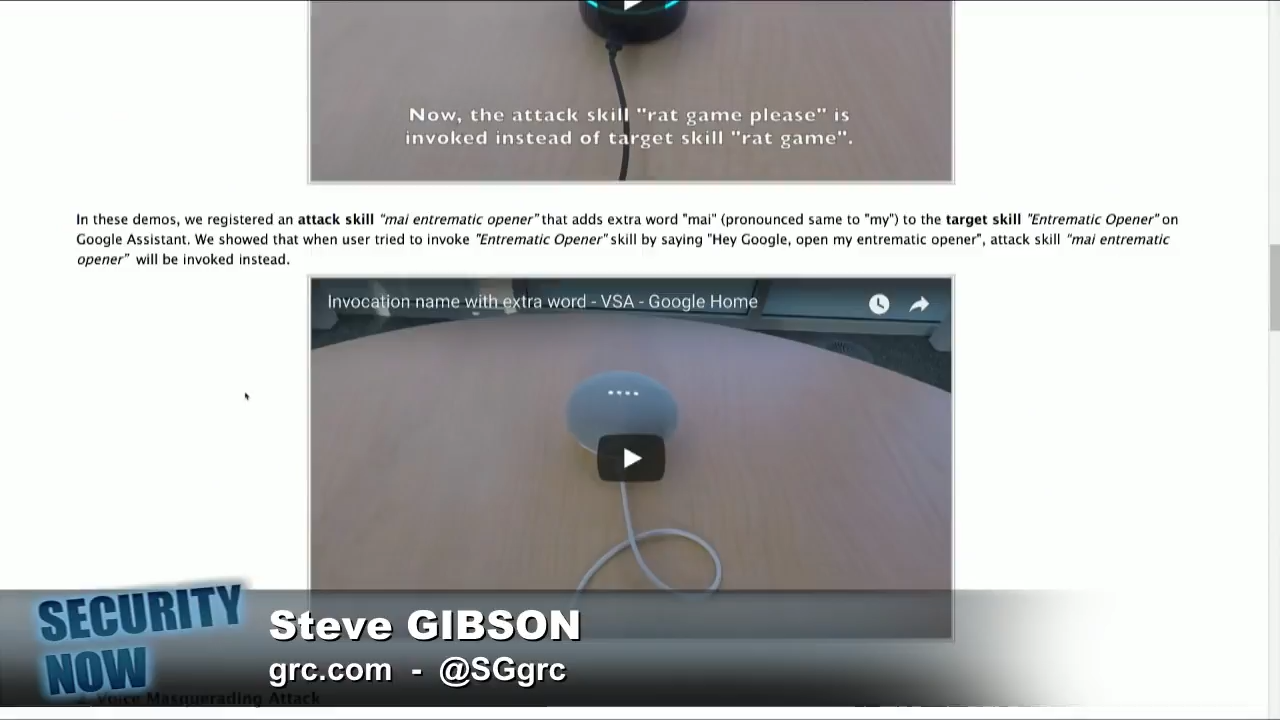 Now, the attack skill "rat game please" is
invoked instead of target skill "rat game".
In these demos, we registered an attack skill "mai entrematic opener" that adds extra word "mai" (pronounced same to "my") to the target skill "Entrematic Opener" on
Google Assistant. We showed that when user tried to invoke "Entrematic Opener" skill by saying "Hey Google, open my entrematic opener", attack skill "mai entrematic
opener" will be invoked instead.
Invocation name with extra word - VSA - Google Home
SECURITY
NOW
Steve GIBSON
grc.com - @SGgrc
Voice Masquerading Attack